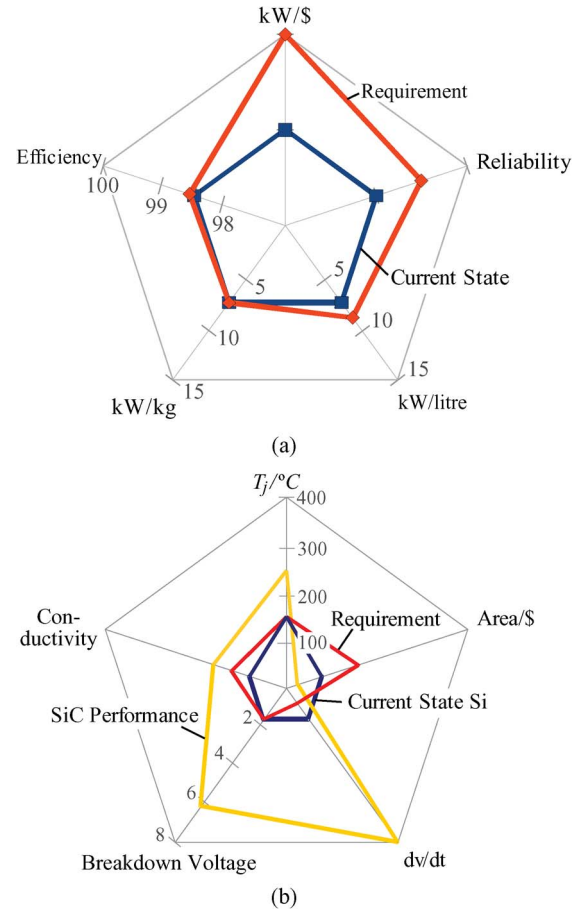 kW/$
Requirement
Efficiency
100
99
98
Reliability
5
5
Current State
10
10
15
15
kW/kg
kW/litre
(a)
Tj/°C
400
300
200
100
Con-
ductivity
Requirement
Area/$
SiC Performance
2
Current State Si
4
6
8
Breakdown Voltage
dv/dt
(b)